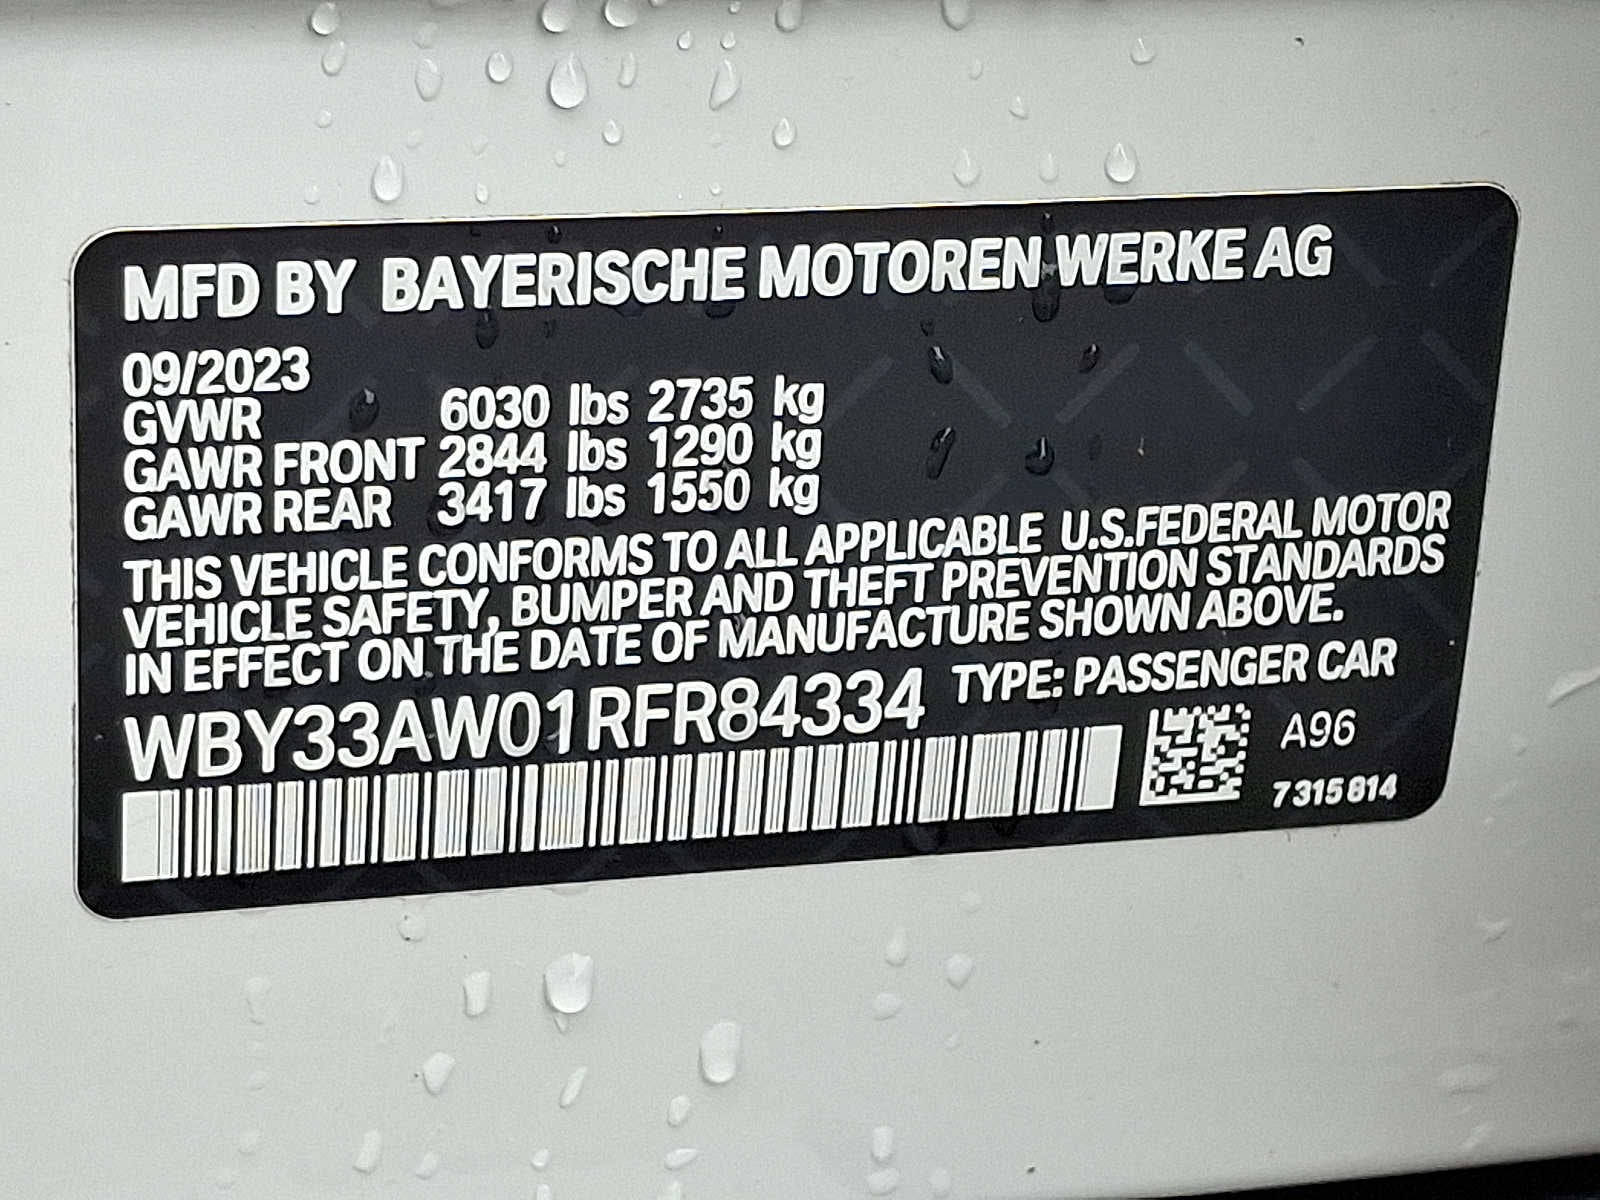 MFD BY BAYERISCHE MOTOREN WERKE AG
09/2023
GVWR 6030 lbs 2735 kg
GAWR FRONT 2844 lbs 1290 kg
GAWR REAR 3417 lbs 1550 kg
THIS VEHICLE CONFORMS TO ALL APPLICABLE U.S.FEDERAL MOTOR
VEHICLE SAFETY, BUMPER AND THEFT PREVENTION STANDARDS
IN EFFECT ON THE DATE OF MANUFACTURE SHOWN ABOVE.
WBY33AW01RFR84334 TYPE: PASSENGER CAR
A96
7315814